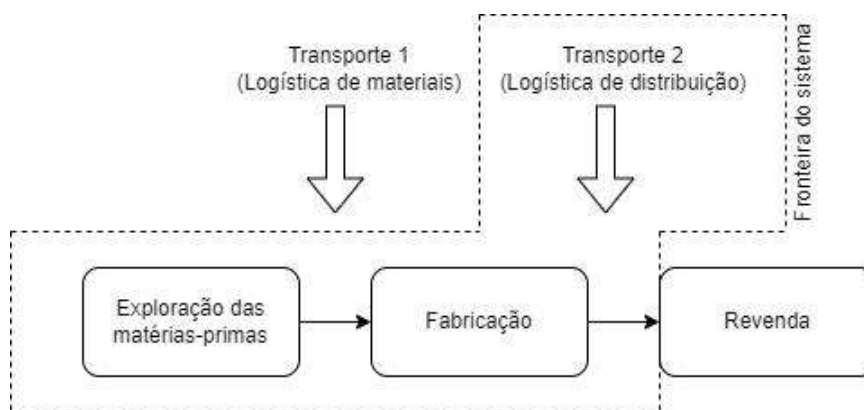 Transporte 1
(Logística de materiais)
Transporte 2
(Logística de distribuição)
Fronteira do sistema
Exploração das
matérias-primas
Fabricação
Revenda